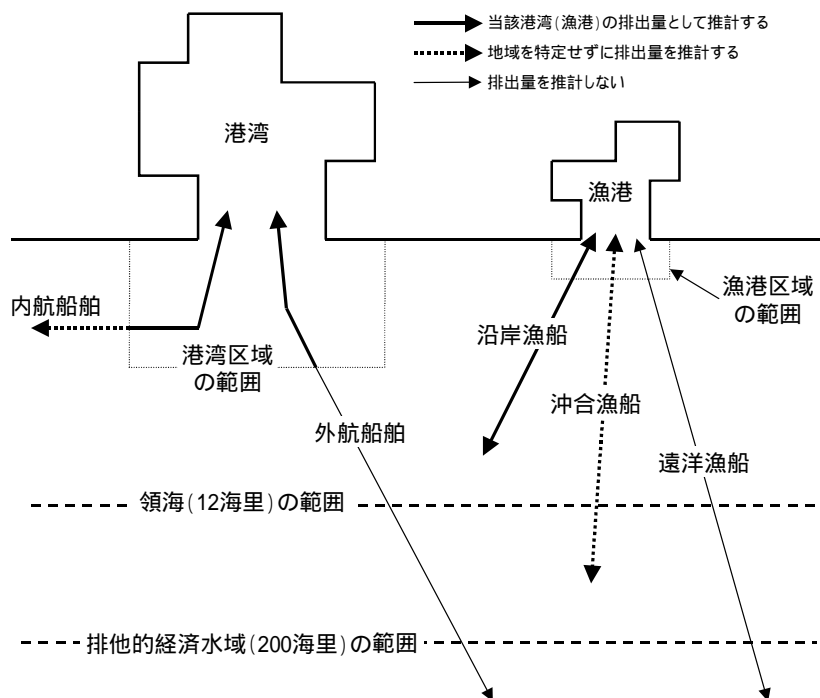 当該港湾(漁港)の排出量として推計する
地域を特定せずに排出量を推計する
排出量を推計しない
港湾
漁港
内航船舶
港湾区域
の範囲
漁港区域
の範囲
沿岸漁船
沖合漁船
外航船舶
遠洋漁船
領海(12海里)の範囲
排他的経済水域(200海里)の範囲